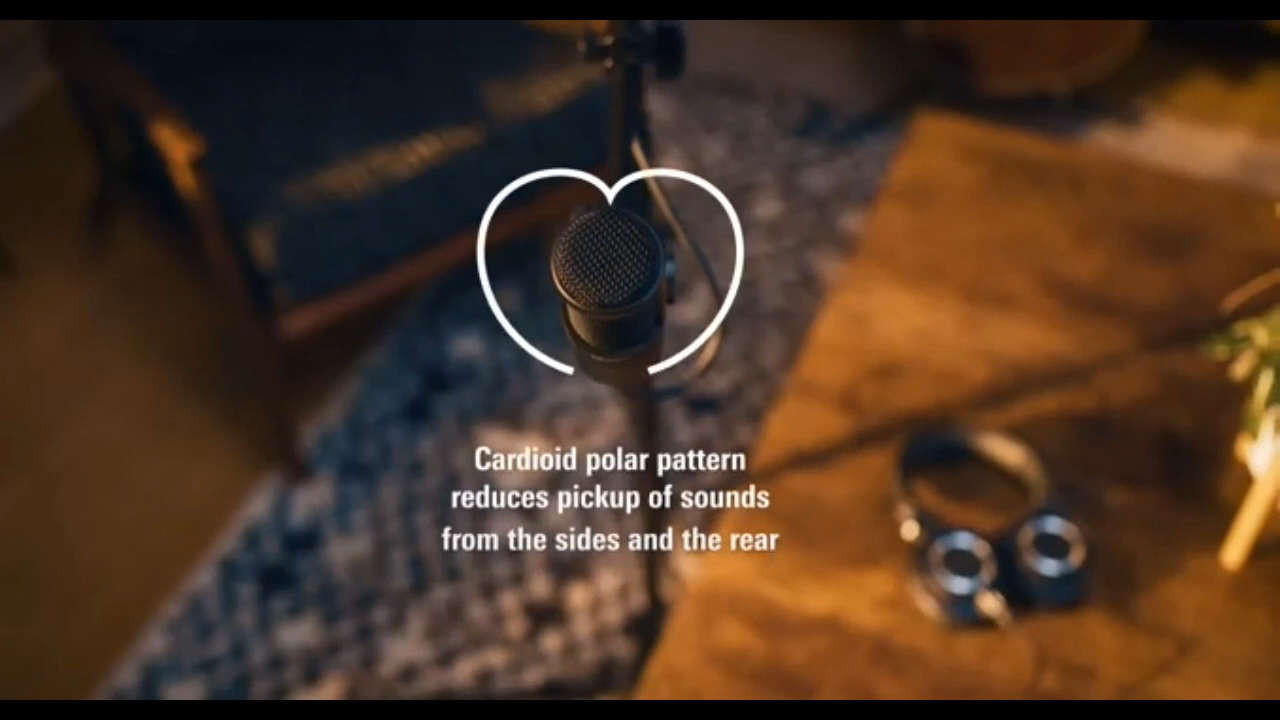 Cardioid polar pattern
reduces pickup of sounds
from the sides and the rear